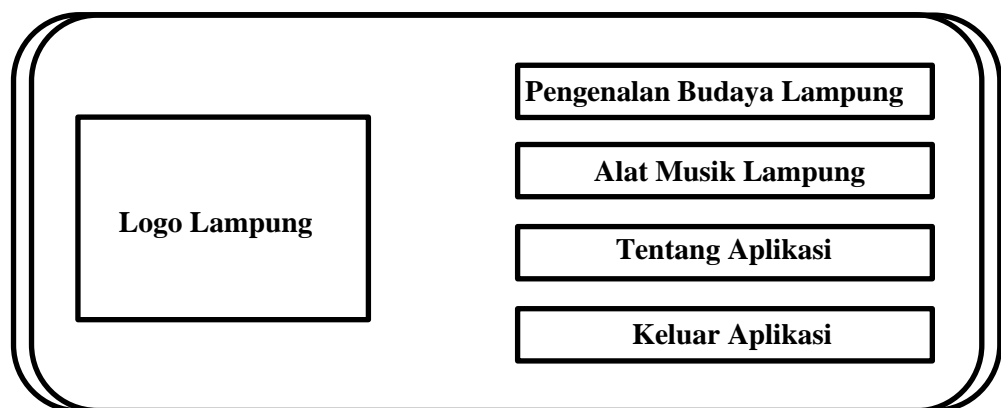 Logo Lampung
Pengenalan Budaya Lampung
Alat Musik Lampung
Tentang Aplikasi
Keluar Aplikasi